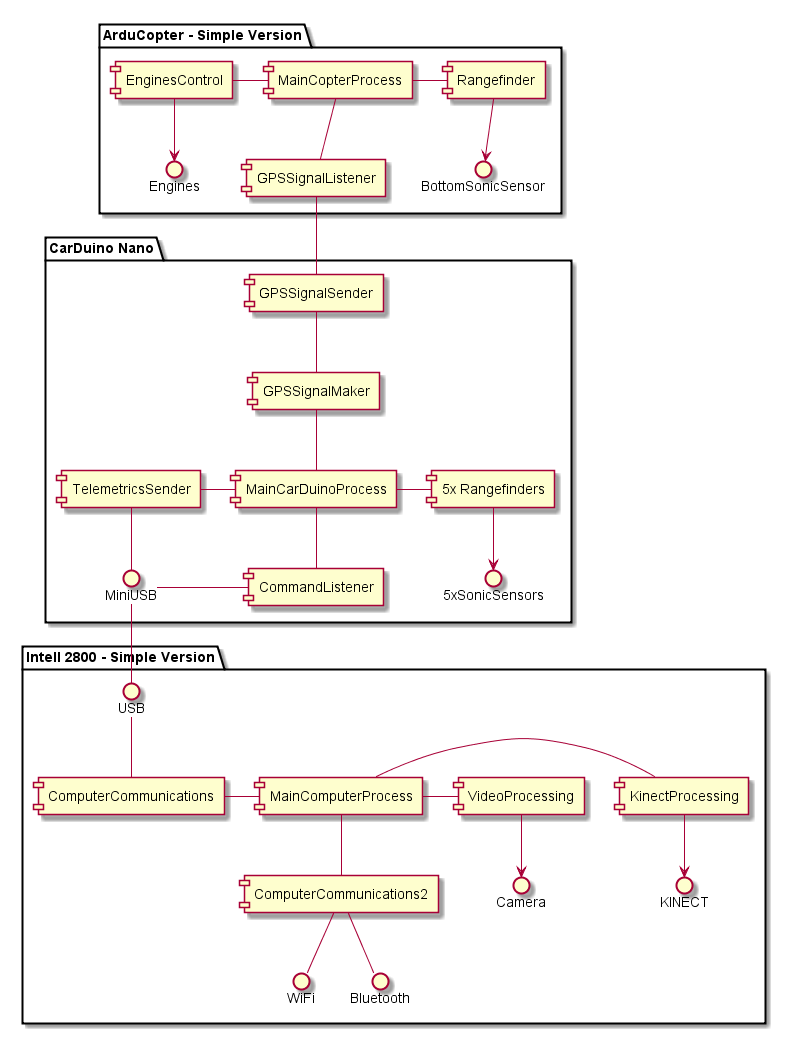 ArduCopter - Simple Version
EnginesControl
MainCopterProcess
Rangefinder
Engines
GPSSignalListener
BottomSonicSensor
CarDuino Nano
GPSSignalSender
GPSSignalMaker
TelemetricsSender
MainCarDuinoProcess
5x Rangefinders
MiniUSB
CommandListener
5xSonicSensors
Intell 2800 - Simple Version
USB
ComputerCommunications
MainComputerProcess
VideoProcessing
KinectProcessing
ComputerCommunications2
Camera
KINECT
WiFi
Bluetooth